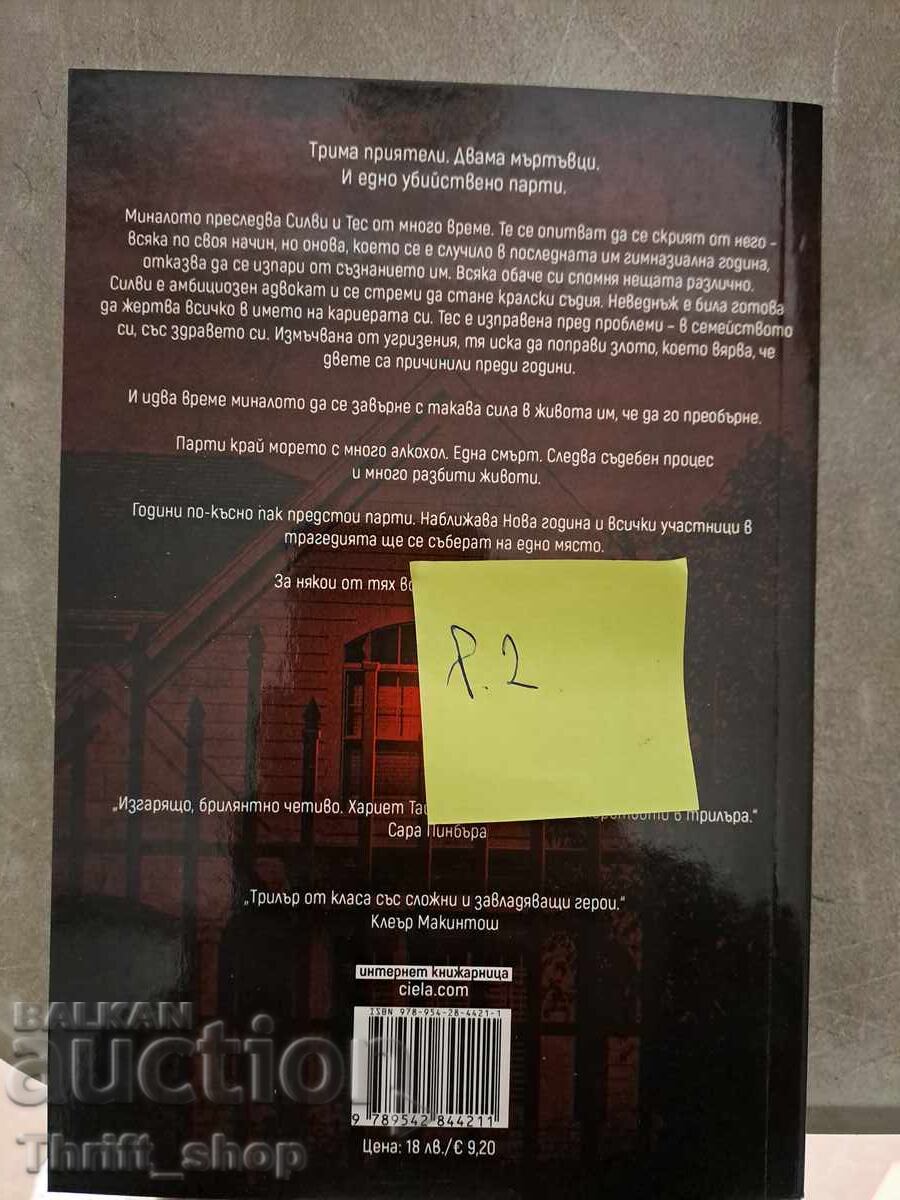 Трима приятели. Двама мъртъвци.
И едно убийствено парти.
Миналото преследва Силви и Тес от много време. Те се опитват да се скрият от него –
всяка по своя начин, но онова, което се е случило в последната им гимназиална година,
отказва да се изпари от съзнанието им. Всяка обаче си спомня нещата различно.
Силви е амбициозен адвокат и се стреми да стане кралски съдия. Неведнъж е била готова
да жертва всичко в името на кариерата си. Тес е изправена пред проблеми – в семейството
си, със здравето си. Измъчвана от угризения, тя иска да поправи злото, което вярва, че
двете са причинили преди години.
И идва време миналото да се завърне с такава сила в живота им, че да го преобърне.
Парти край морето с много алкохол. Една смърт. Следва съдебен процес
и много разбити животи.
Години по-късно пак предстои парти. Наближава Нова година и всички участници в
трагедията ще се съберат на едно място.
За някои от тях
8.2
„Изгарящо, брилянтно четиво. Хариет в трилъра.“
Сара Пинбъра
„Трилър от класа със сложни и завладяващи герои.“
Клеър Макинтош
интернет книжарница
ciela.com
ISBN 978-954-28-4421-1
9 789542 844211
Цена: 18 лв./€ 9,20
BALKAN
auction
Thrift_shop